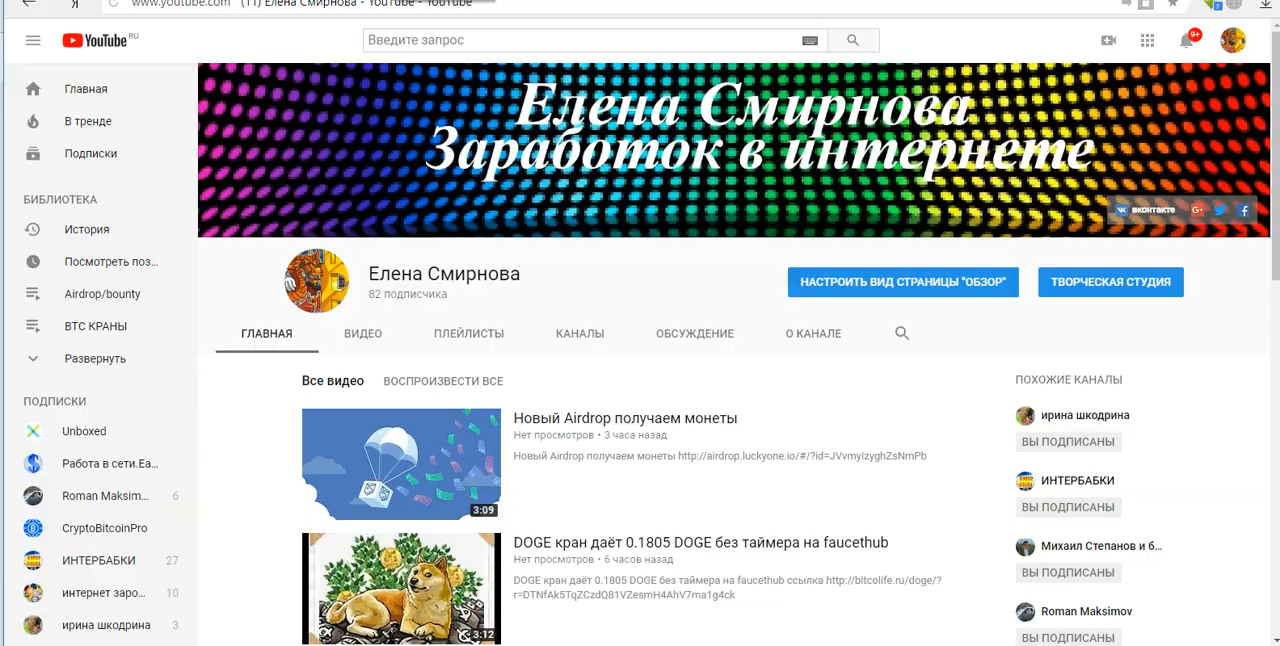 Я www.youtube.com (11) Елена Смирнова - YouTube - YouTube
YouTube RU
Введите запрос
9+
Главная
В тренде
Подписки
БИБЛИОТЕКА
История
Посмотреть поз...
Airdrop/bounty
BTC КРАНЫ
Развернуть
ПОДПИСКИ
Unboxed
Работа в сети.Ea...
Roman Maksim... 6
CryptoBitcoinPro
ИНТЕРБАБКИ 27
интернет заро... 10
ирина шкодрина 3
Елена Смирнова
Заработок в интернете
вконтакте G+
Елена Смирнова
82 подписчика
НАСТРОИТЬ ВИД СТРАНИЦЫ "ОБЗОР"
ТВОРЧЕСКАЯ СТУДИЯ
ГЛАВНАЯ ВИДЕО ПЛЕЙЛИСТЫ КАНАЛЫ ОБСУЖДЕНИЕ О КАНАЛЕ
Все видео ВОСПРОИЗВЕСТИ ВСЕ
Новый Airdrop получаем монеты
Нет просмотров • 3 часа назад
Новый Airdrop получаем монеты http://airdrop.luckyone.io/#/?id=JVvmyIzyghZsNmPb
3:09
DOGE кран даёт 0.1805 DOGE без таймера на faucethub
Нет просмотров • 6 часов назад
DOGE кран даёт 0.1805 DOGE без таймера на faucethub ссылка http://bitcolife.ru/doge/?
r=DTNfAk5TqZCzdQ81VZesmH4AhV7ma1g4ck
3:12
ПОХОЖИЕ КАНАЛЫ
ирина шкодрина
ВЫ ПОДПИСАНЫ
ИНТЕРБАБКИ
ВЫ ПОДПИСАНЫ
Михаил Степанов и б...
ВЫ ПОДПИСАНЫ
Roman Maksimov
ВЫ ПОДПИСАНЫ